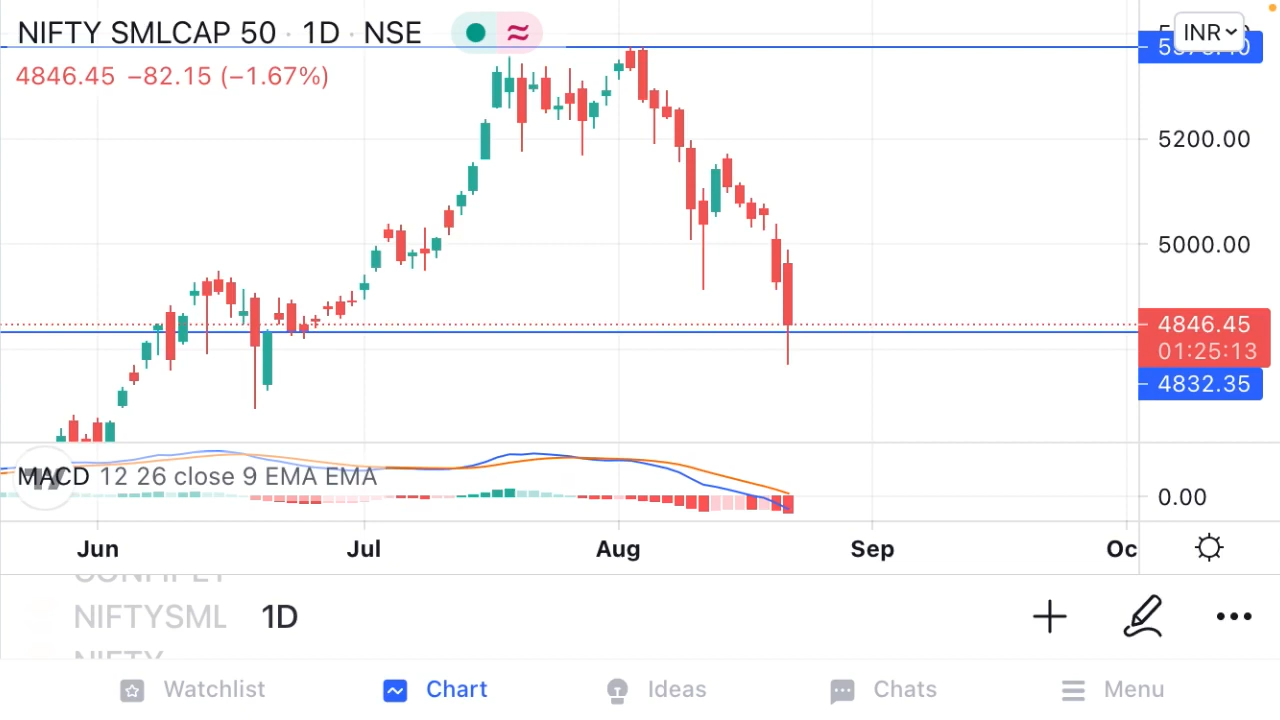 NIFTY SMLCAP 50 · 1D · NSE
INR
4846.45 −82.15 (−1.67%)
5200.00
5000.00
4846.45
01:25:13
4832.35
MACD 12 26 close 9 EMA EMA
0.00
Jun Jul Aug Sep Oc
NIFTYSML 1D
NIFTY
Watchlist Chart Ideas Chats Menu